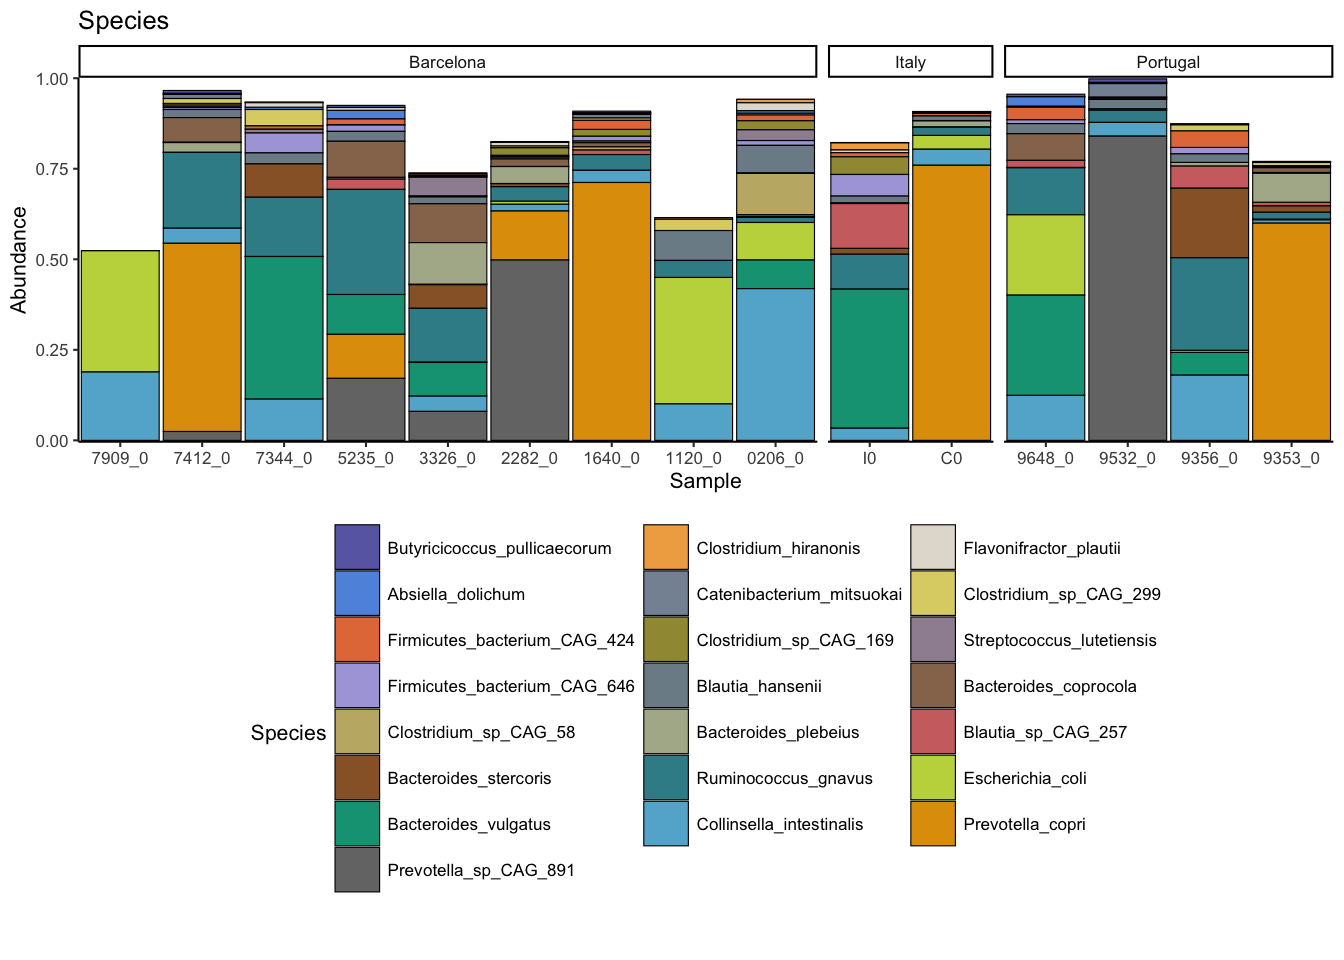 Species
Barcelona Italy Portugal
1.00
0.75
0.50
0.25
0.00
Abundance
7909_0 7412_0 7344_0 5235_0 3326_0 2282_0 1640_0 1120_0 0206_0 I0 C0 9648_0 9532_0 9356_0 9353_0
Sample
Species
Butyricicoccus_pullicaecorum Clostridium_hiranonis Flavonifractor_plautii
Absiella_dolichum Catenibacterium_mitsuokai Clostridium_sp_CAG_299
Firmicutes_bacterium_CAG_424 Clostridium_sp_CAG_169 Streptococcus_lutetiensis
Firmicutes_bacterium_CAG_646 Blautia_hansenii Bacteroides_coprocola
Clostridium_sp_CAG_58 Bacteroides_plebeius Blautia_sp_CAG_257
Bacteroides_stercoris Ruminococcus_gnavus Escherichia_coli
Bacteroides_vulgatus Collinsella_intestinalis Prevotella_copri
Prevotella_sp_CAG_891